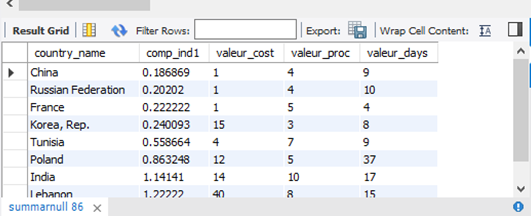 Result Grid Filter Rows: Export: Wrap Cell Content:
country_name comp_ind1 valeur_cost valeur_proc valeur_days
China 0.186869 1 4 9
Russian Federation 0.20202 1 4 10
France 0.222222 1 5 4
Korea, Rep. 0.240093 15 3 8
Tunisia 0.558664 4 7 9
Poland 0.863248 12 5 37
India 1.14141 14 10 17
Lebanon 1.22222 40 8 15
summarnull 86